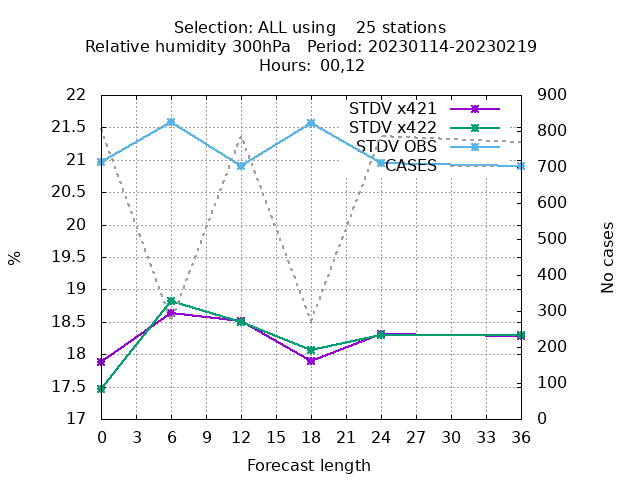 Selection: ALL using    25 stations
Relative humidity 300hPa   Period: 20230114-20230219
Hours: 00,12
22
21.5
21
20.5
20
19.5
19
18.5
18
17.5
17
%
900
800
700
600
500
400
300
200
100
0
No cases
STDV x421
STDV x422
STDV OBS
CASES
0 3 6 9 12 15 18 21 24 27 30 33 36
Forecast length